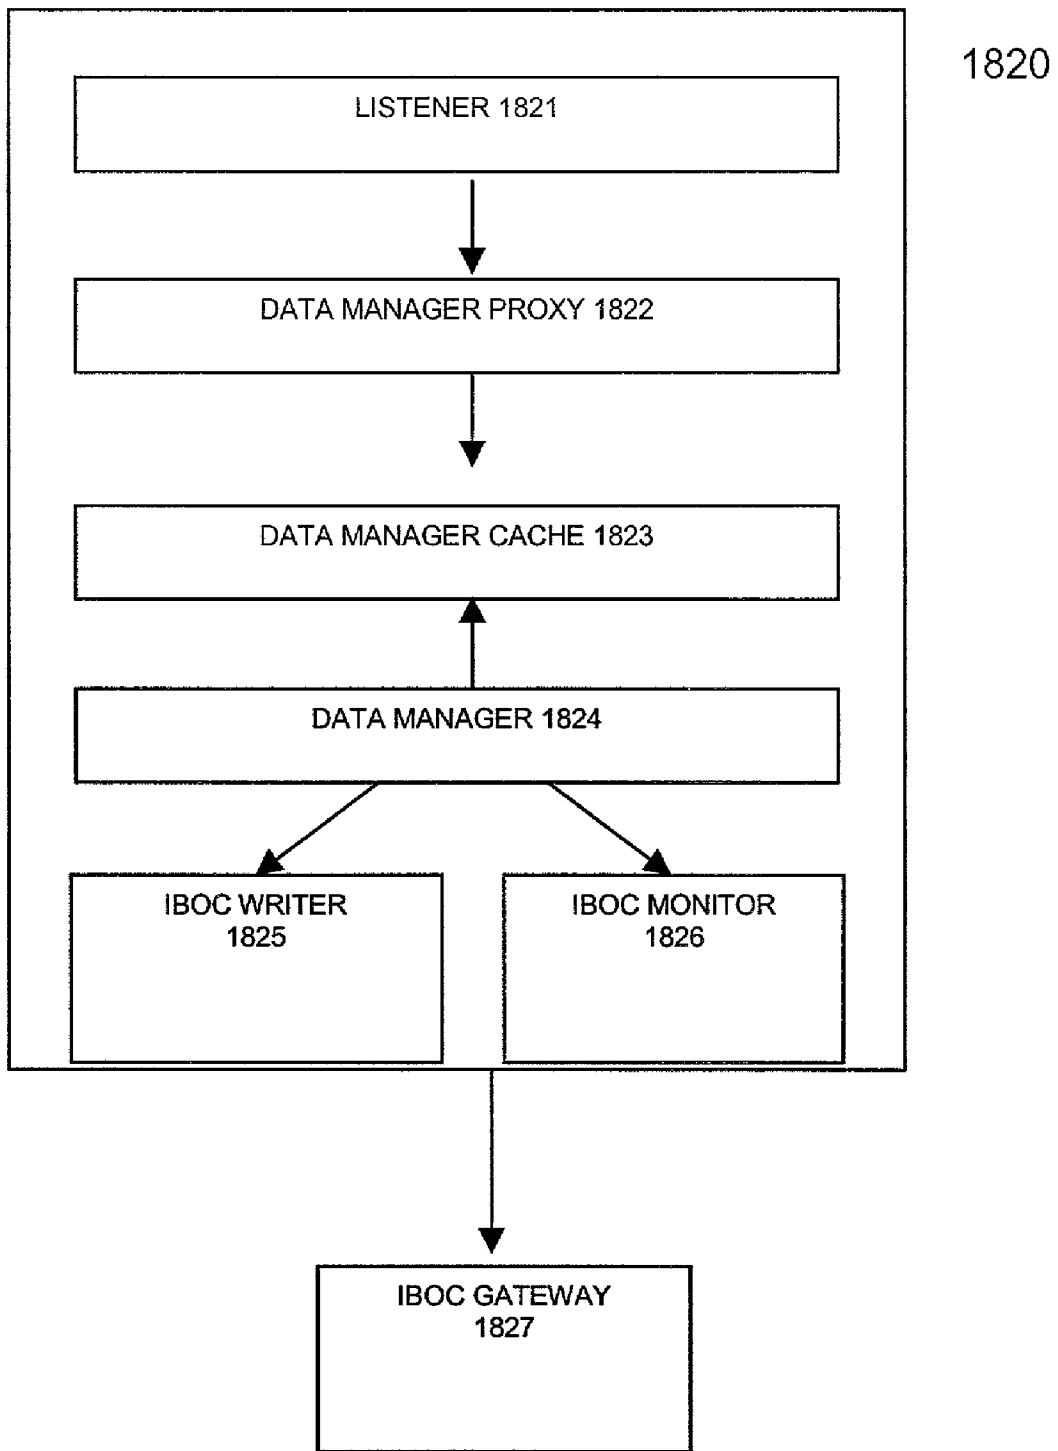 1820
LISTENER 1821
DATA MANAGER PROXY 1822
DATA MANAGER CACHE 1823
DATA MANAGER 1824
IBOC WRITER
1825
IBOC MONITOR
1826
IBOC GATEWAY
1827